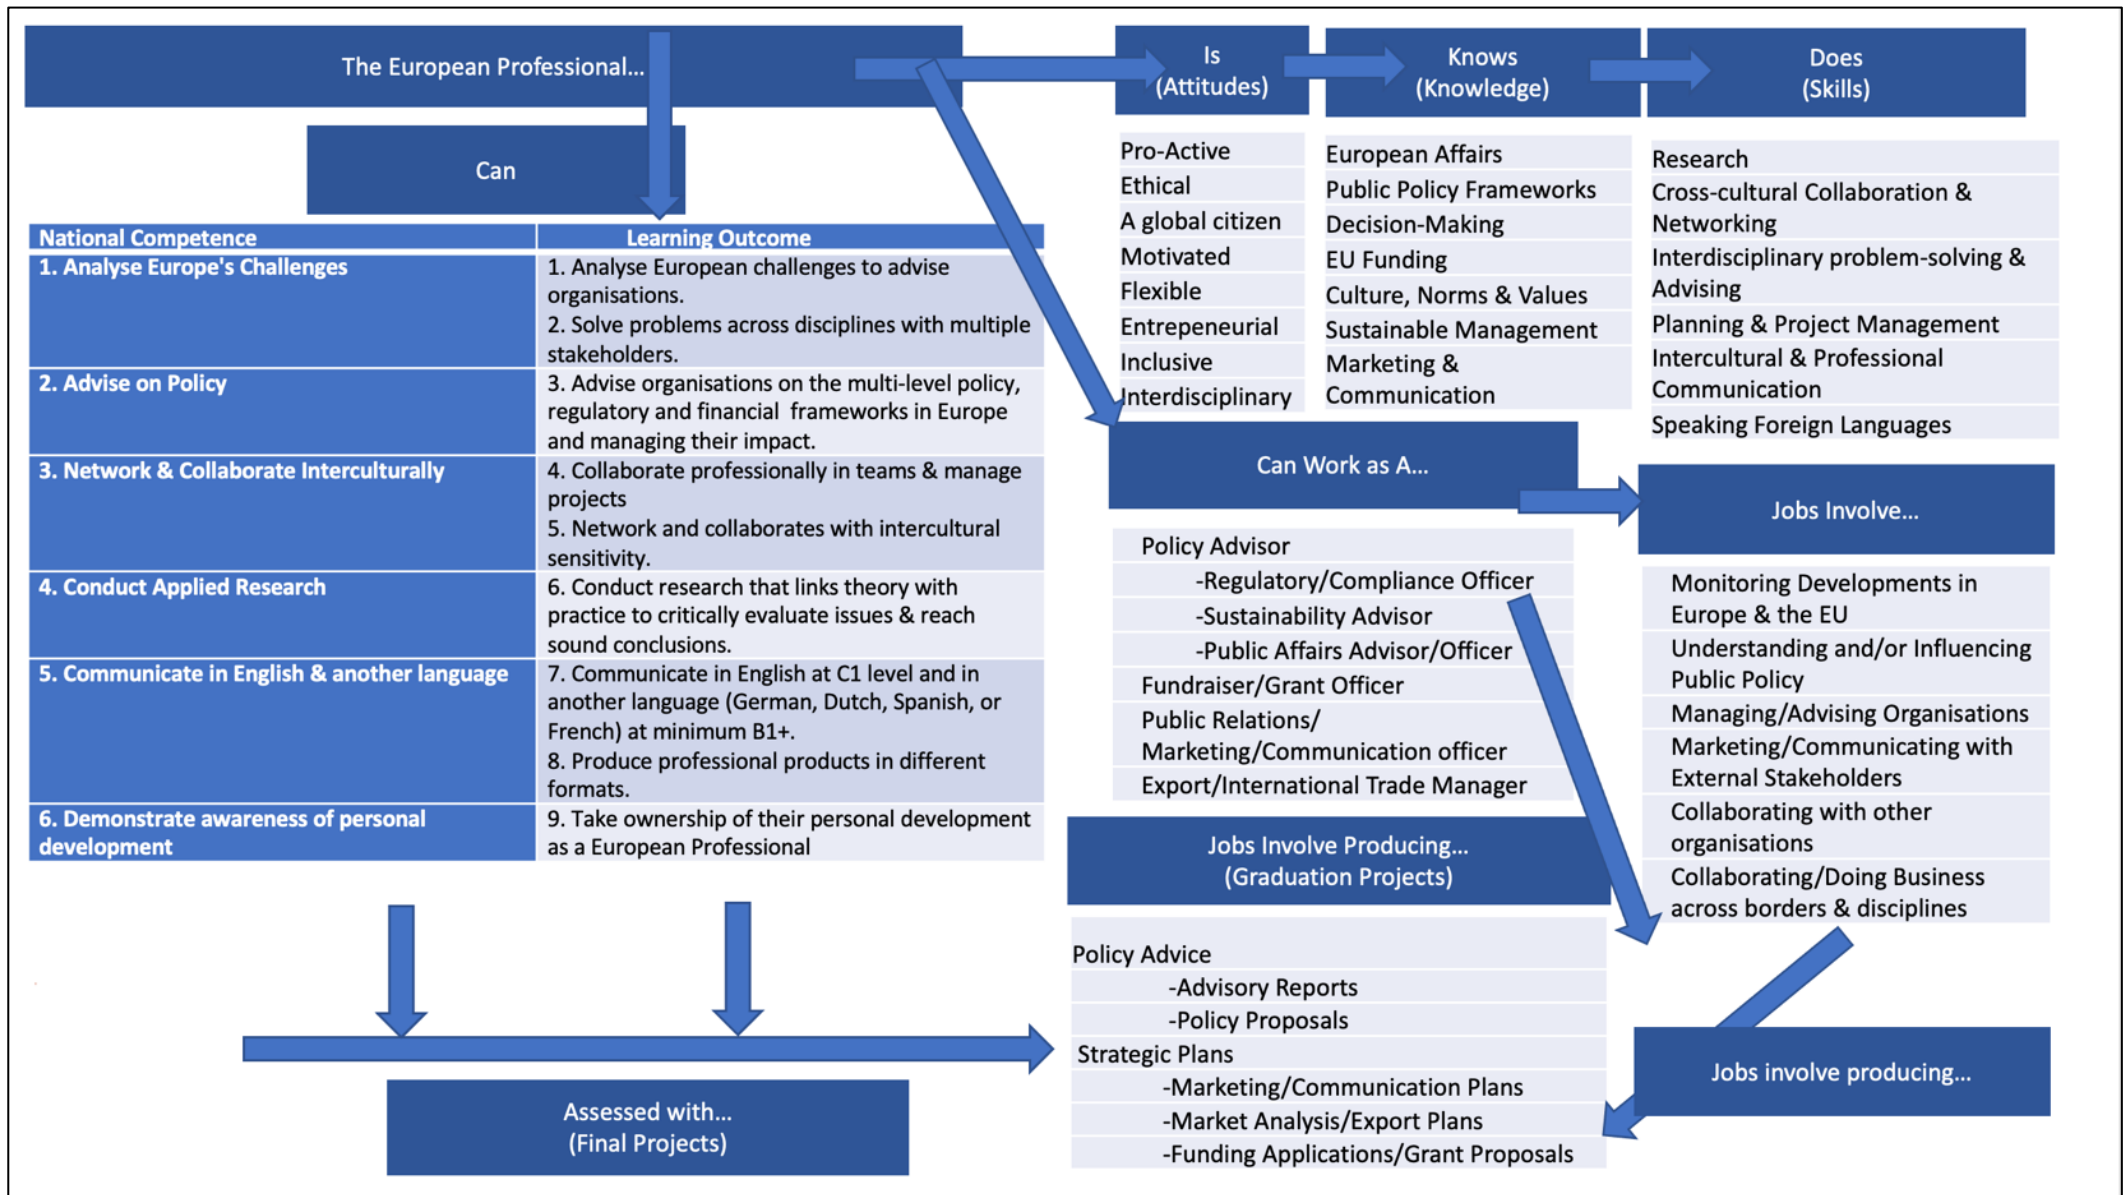 The European Professional...
Can
National Competence
Learning Outcome
1. Analyse Europe's Challenges
1. Analyse European challenges to advise
organisations.
2. Solve problems across disciplines with multiple
stakeholders.
2. Advise on Policy
3. Advise organisations on the multi-level policy,
regulatory and financial frameworks in Europe
and managing their impact.
3. Network & Collaborate Interculturally
4. Collaborate professionally in teams & manage
projects
5. Network and collaborates with intercultural
sensitivity.
4. Conduct Applied Research
6. Conduct research that links theory with
practice to critically evaluate issues & reach
sound conclusions.
5. Communicate in English & another language
7. Communicate in English at C1 level and in
another language (German, Dutch, Spanish, or
French) at minimum B1+.
8. Produce professional products in different
formats.
6. Demonstrate awareness of personal
development
9. Take ownership of their personal development
as a European Professional
Assessed with...
(Final Projects)
Is
(Attitudes)
Pro-Active
Ethical
A global citizen
Motivated
Flexible
Entrepeneurial
Inclusive
Interdisciplinary
Knows
(Knowledge)
European Affairs
Public Policy Frameworks
Decision-Making
EU Funding
Culture, Norms & Values
Sustainable Management
Marketing &
Communication
Does
(Skills)
Research
Cross-cultural Collaboration &
Networking
Interdisciplinary problem-solving &
Advising
Planning & Project Management
Intercultural & Professional
Communication
Speaking Foreign Languages
Can Work as A...
Policy Advisor
-Regulatory/Compliance Officer
-Sustainability Advisor
-Public Affairs Advisor/Officer
Fundraiser/Grant Officer
Public Relations/
Marketing/Communication officer
Export/International Trade Manager
Jobs Involve...
Monitoring Developments in
Europe & the EU
Understanding and/or Influencing
Public Policy
Managing/Advising Organisations
Marketing/Communicating with
External Stakeholders
Collaborating with other
organisations
Collaborating/Doing Business
across borders & disciplines
Jobs Involve Producing...
(Graduation Projects)
Policy Advice
-Advisory Reports
-Policy Proposals
Strategic Plans
-Marketing/Communication Plans
-Market Analysis/Export Plans
-Funding Applications/Grant Proposals
Jobs involve producing...